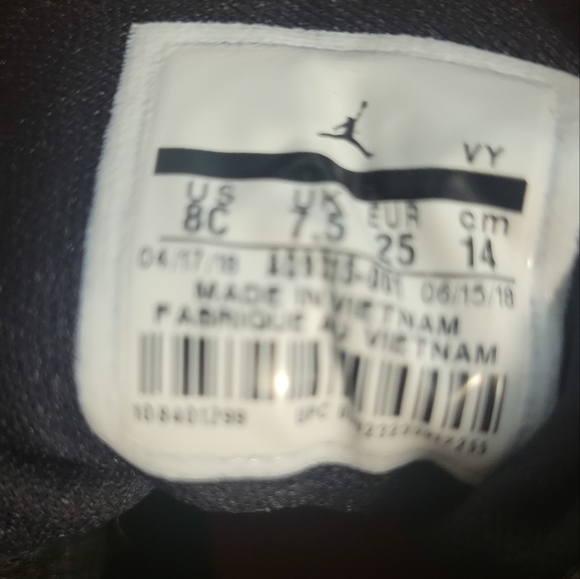 VY
US UK EUR cm
8C 7.5 25 14
04/17/18 06/15/18
MADE IN VIETNAM
FABRIQUE AU VIETNAM
UPC